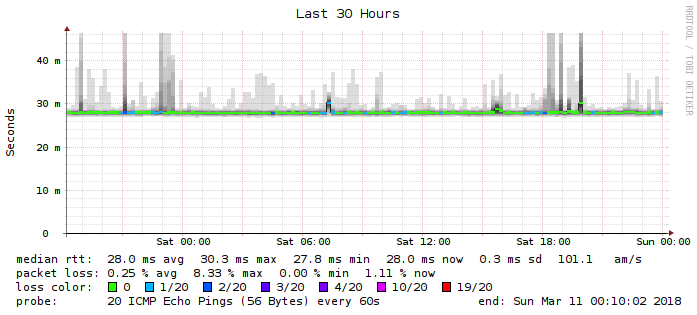 Last 30 Hours
RRDTOOL / TOBI OETIKER
Seconds
40 m
30 m
20 m
10 m
0
Sat 00:00 Sat 06:00 Sat 12:00 Sat 18:00 Sun 00:00
median rtt: 28.0 ms avg 30.3 ms max 27.8 ms min 28.0 ms now 0.3 ms sd 101.1 am/s
packet loss: 0.25 % avg 8.33 % max 0.00 % min 1.11 % now
loss color: 0 1/20 2/20 3/20 4/20 10/20 19/20
probe: 20 ICMP Echo Pings (56 Bytes) every 60s end: Sun Mar 11 00:10:02 2018